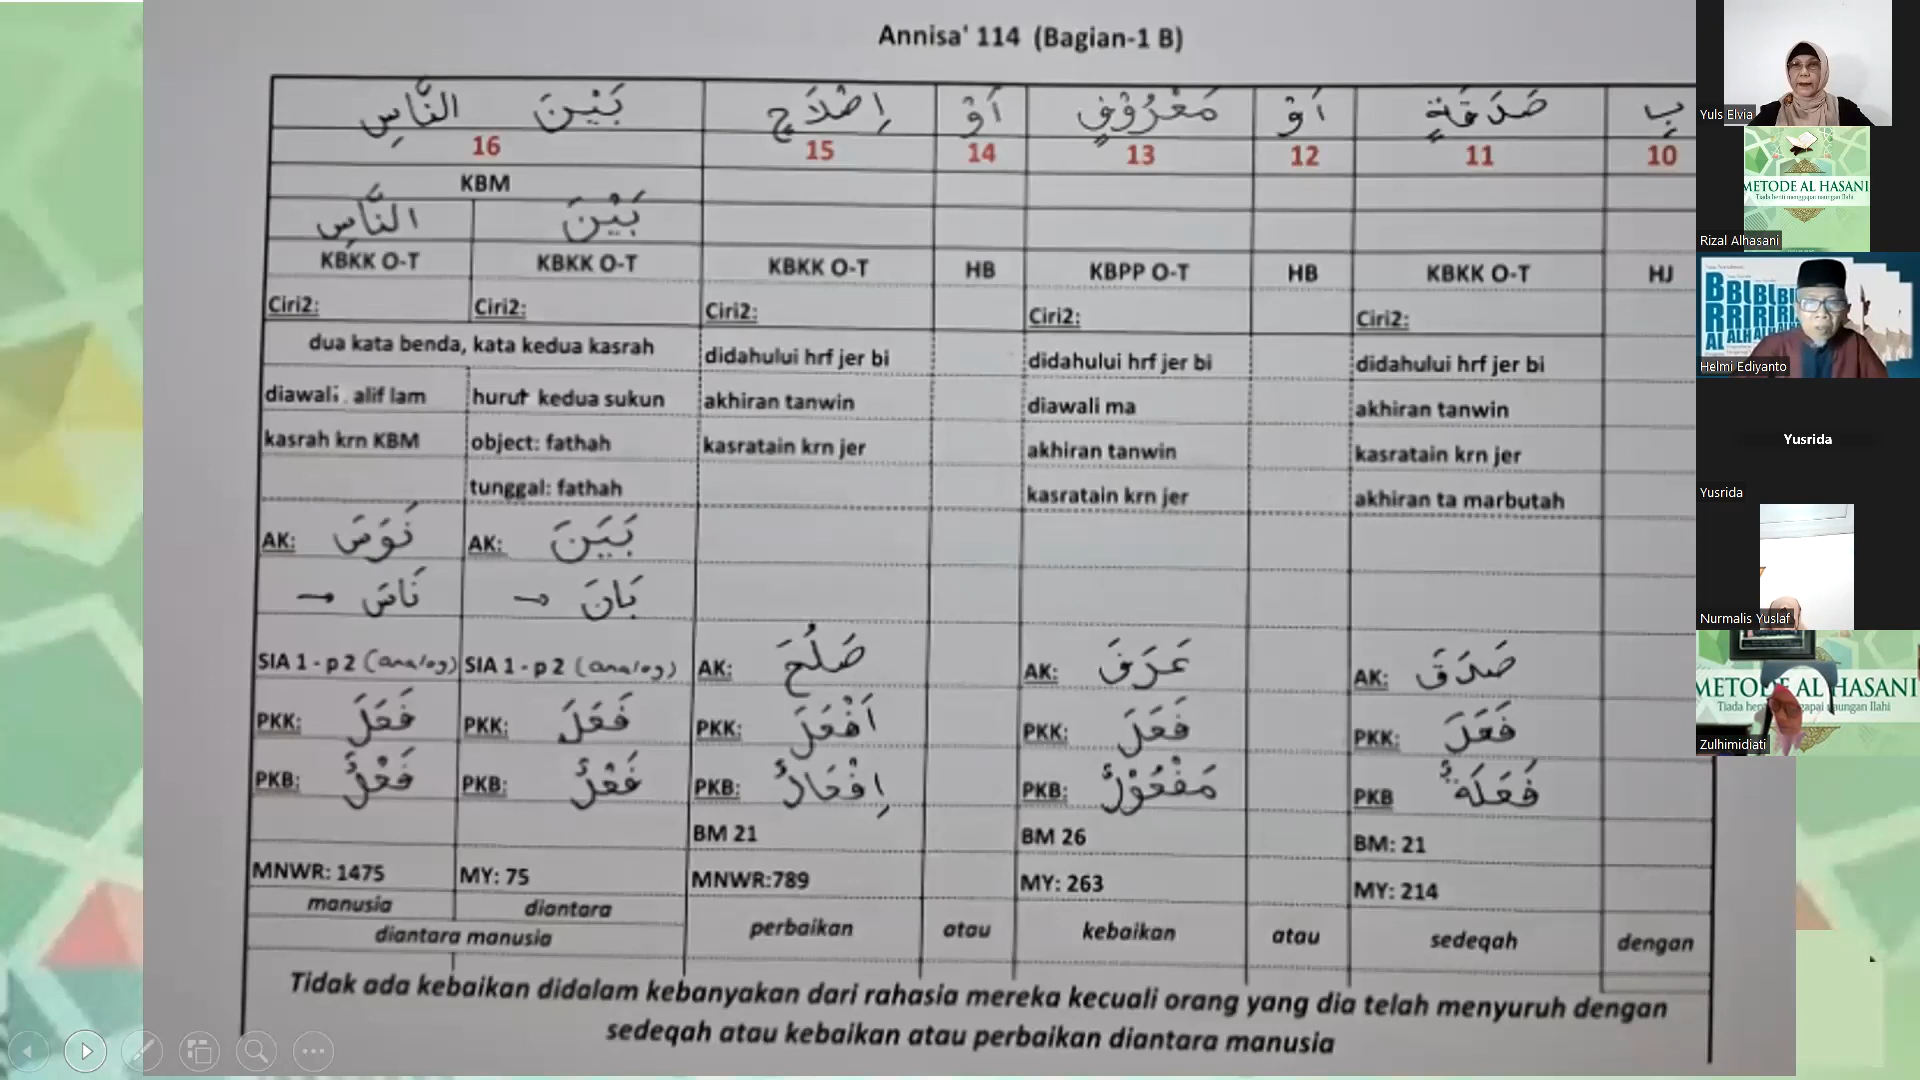 Annisa' 114 (Bagian-1 B)
بَيْنَ النَّاسِ اِصْلَاحٍ اَوْ مَعْرُوْفٍ اَوْ صَدَقَةٍ بِ
16 15 14 13 12 11 10
KBM
النَّاسِ بَيْنَ
KBKK O-T KBKK O-T KBKK O-T HB KBPP O-T HB KBKK O-T HJ
Ciri2: Ciri2: Ciri2: Ciri2: Ciri2:
dua kata benda, kata kedua kasrah didahului hrf jer bi didahului hrf jer bi didahului hrf jer bi
diawali alif lam huruf kedua sukun akhiran tanwin diawali ma akhiran tanwin
kasrah krn KBM object: fathah kasratain krn jer akhiran tanwin kasratain krn jer
tunggal: fathah kasratain krn jer akhiran ta marbutah
AK: نَوَسَ AK: بَيَنَ
→ نَاسَ → بَانَ
SIA 1 - p 2 (analog) SIA 1 - p 2 (analog) AK: صَلُحَ AK: عَرَفَ AK: صَدَقَ
PKK: فَعَلَ PKK: فَعَلَ PKK: اَفْعَلَ PKK: فَعَلَ PKK: فَعَلَ
PKB: فَعْلٌ PKB: فَعْلٌ PKB: اِفْعَالٌ PKB: مَفْعُوْلٌ PKB فَعَلَةٌ
BM 21 BM 26 BM: 21
MNWR: 1475 MY: 75 MNWR:789 MY: 263 MY: 214
manusia diantara perbaikan atau kebaikan atau sedeqah dengan
diantara manusia
Tidak ada kebaikan didalam kebanyakan dari rahasia mereka kecuali orang yang dia telah menyuruh dengan
sedeqah atau kebaikan atau perbaikan diantara manusia
Yuls Elvia
METODE AL HASANI
Tiada henti menggapai naungan Ilahi
Rizal Alhasani
Helmi Ediyanto
Yusrida
Yusrida
Nurmalis Yuslaf
METODE AL HASANI
Zulhimidiati